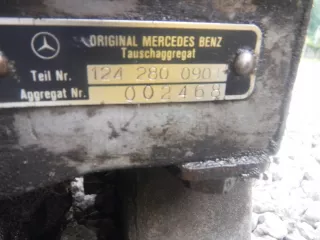 ORIGINAL MERCEDES BENZ
Tauschaggregat
Teil Nr. 124 280 090
Aggregat Nr. 002468